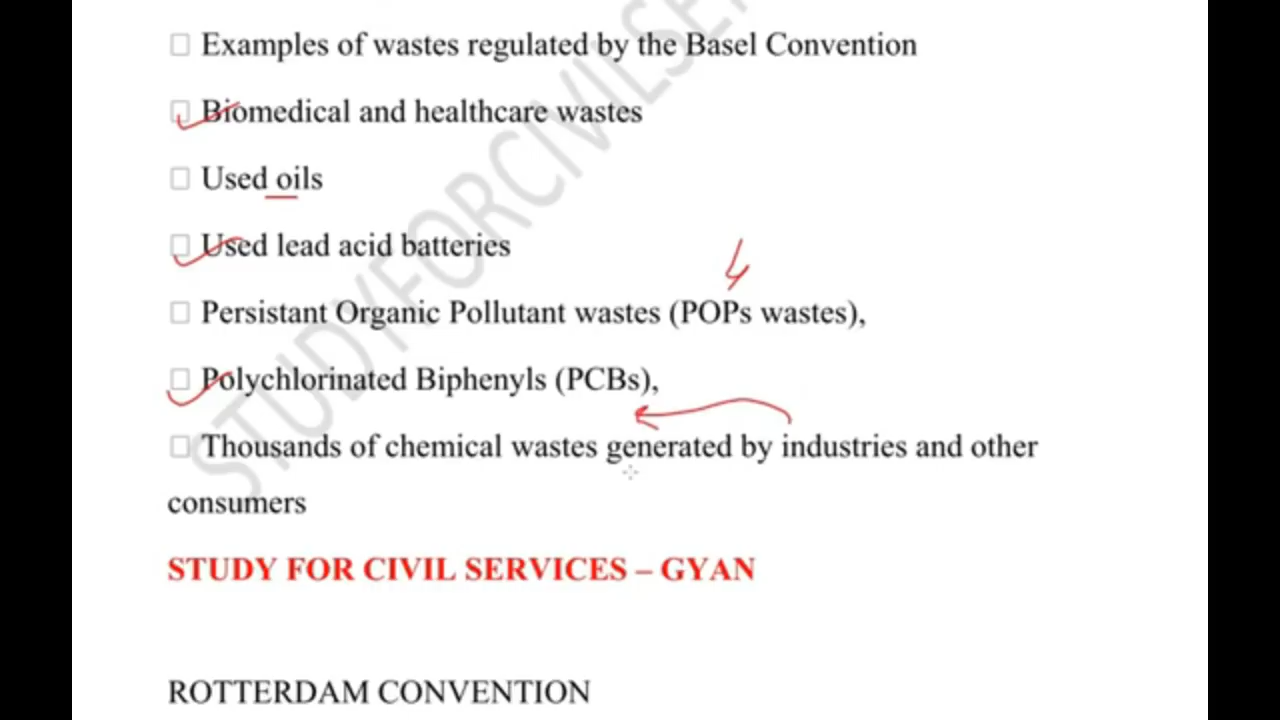 ☐ Examples of wastes regulated by the Basel Convention
☐ Biomedical and healthcare wastes
☐ Used oils
☐ Used lead acid batteries
☐ Persistant Organic Pollutant wastes (POPs wastes),
☐ Polychlorinated Biphenyls (PCBs),
☐ Thousands of chemical wastes generated by industries and other
consumers
STUDY FOR CIVIL SERVICES – GYAN
ROTTERDAM CONVENTION
STUDYFORCIVILSE